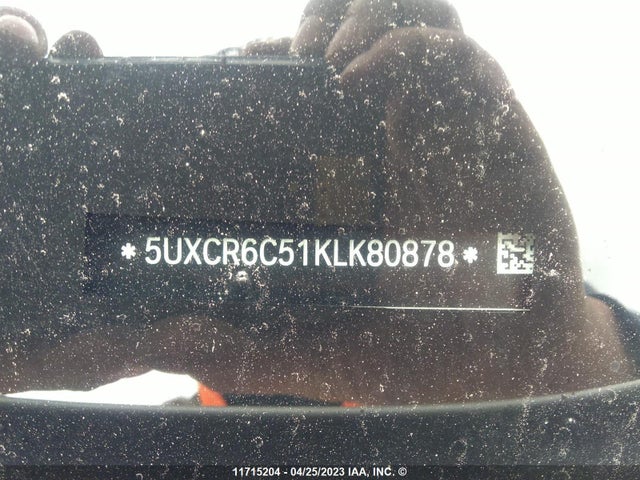 * 5UXCR6C51KLK80878 *
11715204 - 04/25/2023 IAA, INC. ©